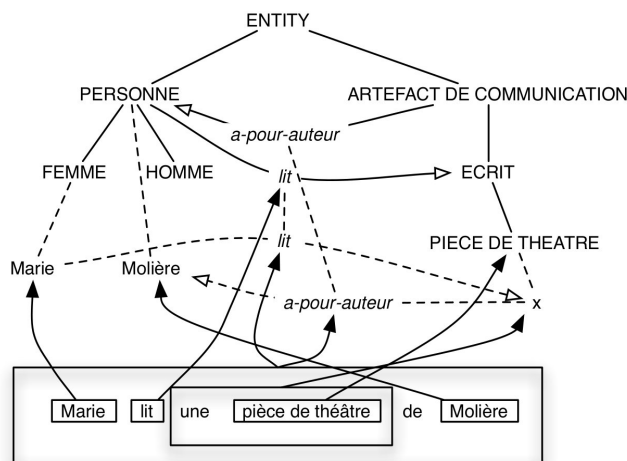 ENTITY
PERSONNE ARTEFACT DE COMMUNICATION
a-pour-auteur
FEMME HOMME lit ECRIT
lit PIECE DE THEATRE
Marie Molière
a-pour-auteur x
Marie lit une pièce de théâtre de Molière